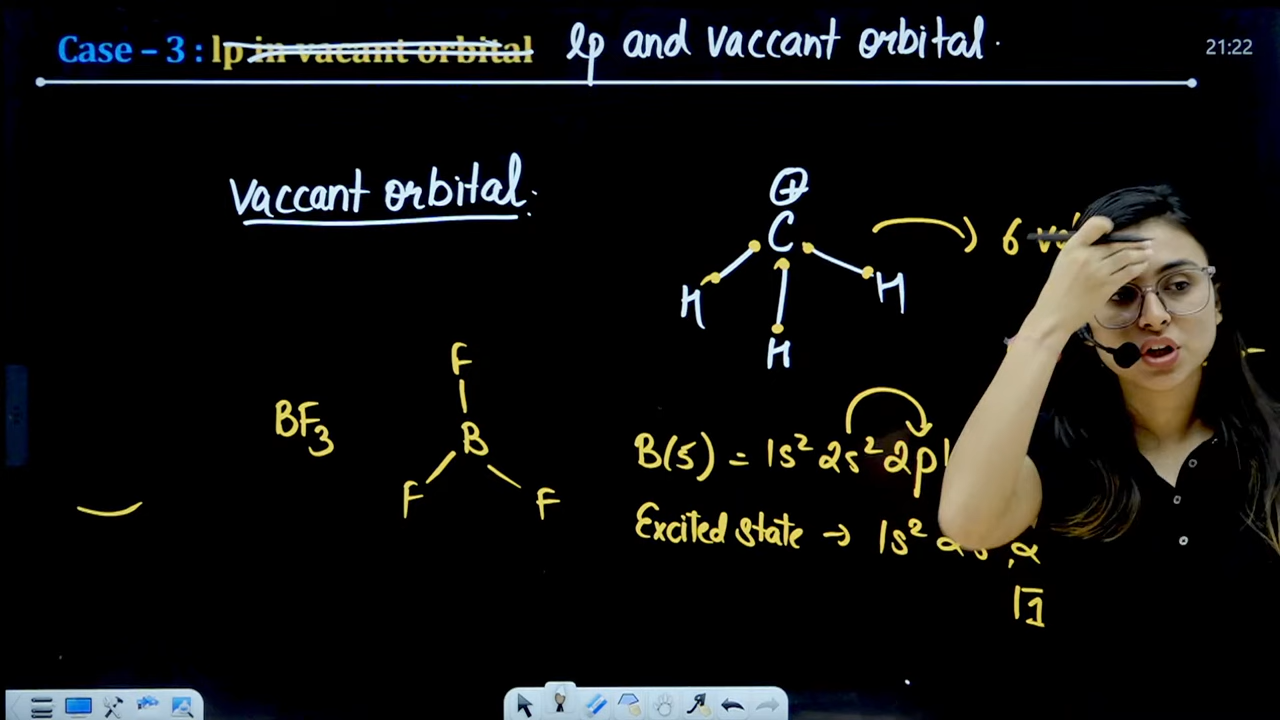 Case – 3 : lp in vacant orbital lp and vaccant orbital.
21:22
vaccant orbital:
⊕
C
H H
H
6
BF3
F
B
F F
B(5) = 1s² 2s² 2p¹
Excited state → 1s²